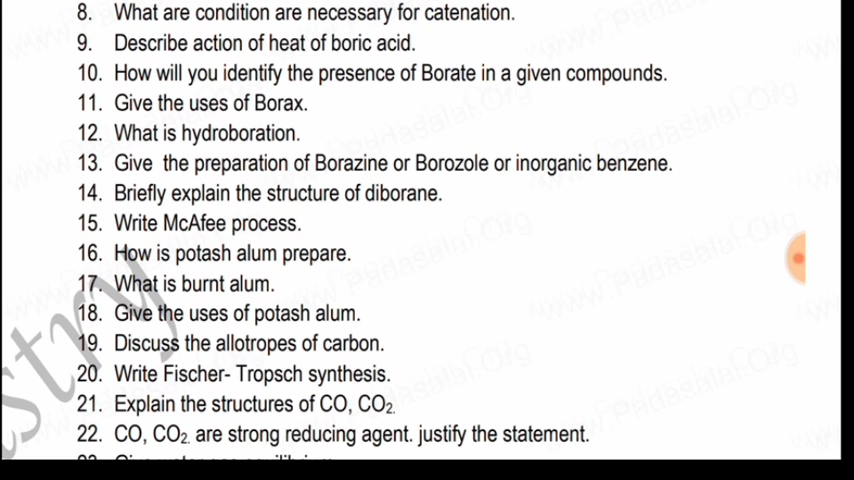 8. What are condition are necessary for catenation.
9. Describe action of heat of boric acid.
10. How will you identify the presence of Borate in a given compounds.
11. Give the uses of Borax.
12. What is hydroboration.
13. Give the preparation of Borazine or Borozole or inorganic benzene.
14. Briefly explain the structure of diborane.
15. Write McAfee process.
16. How is potash alum prepare.
17. What is burnt alum.
18. Give the uses of potash alum.
19. Discuss the allotropes of carbon.
20. Write Fischer- Tropsch synthesis.
21. Explain the structures of CO, CO₂.
22. CO, CO₂. are strong reducing agent. justify the statement.
www.Padasalai.Org
stry